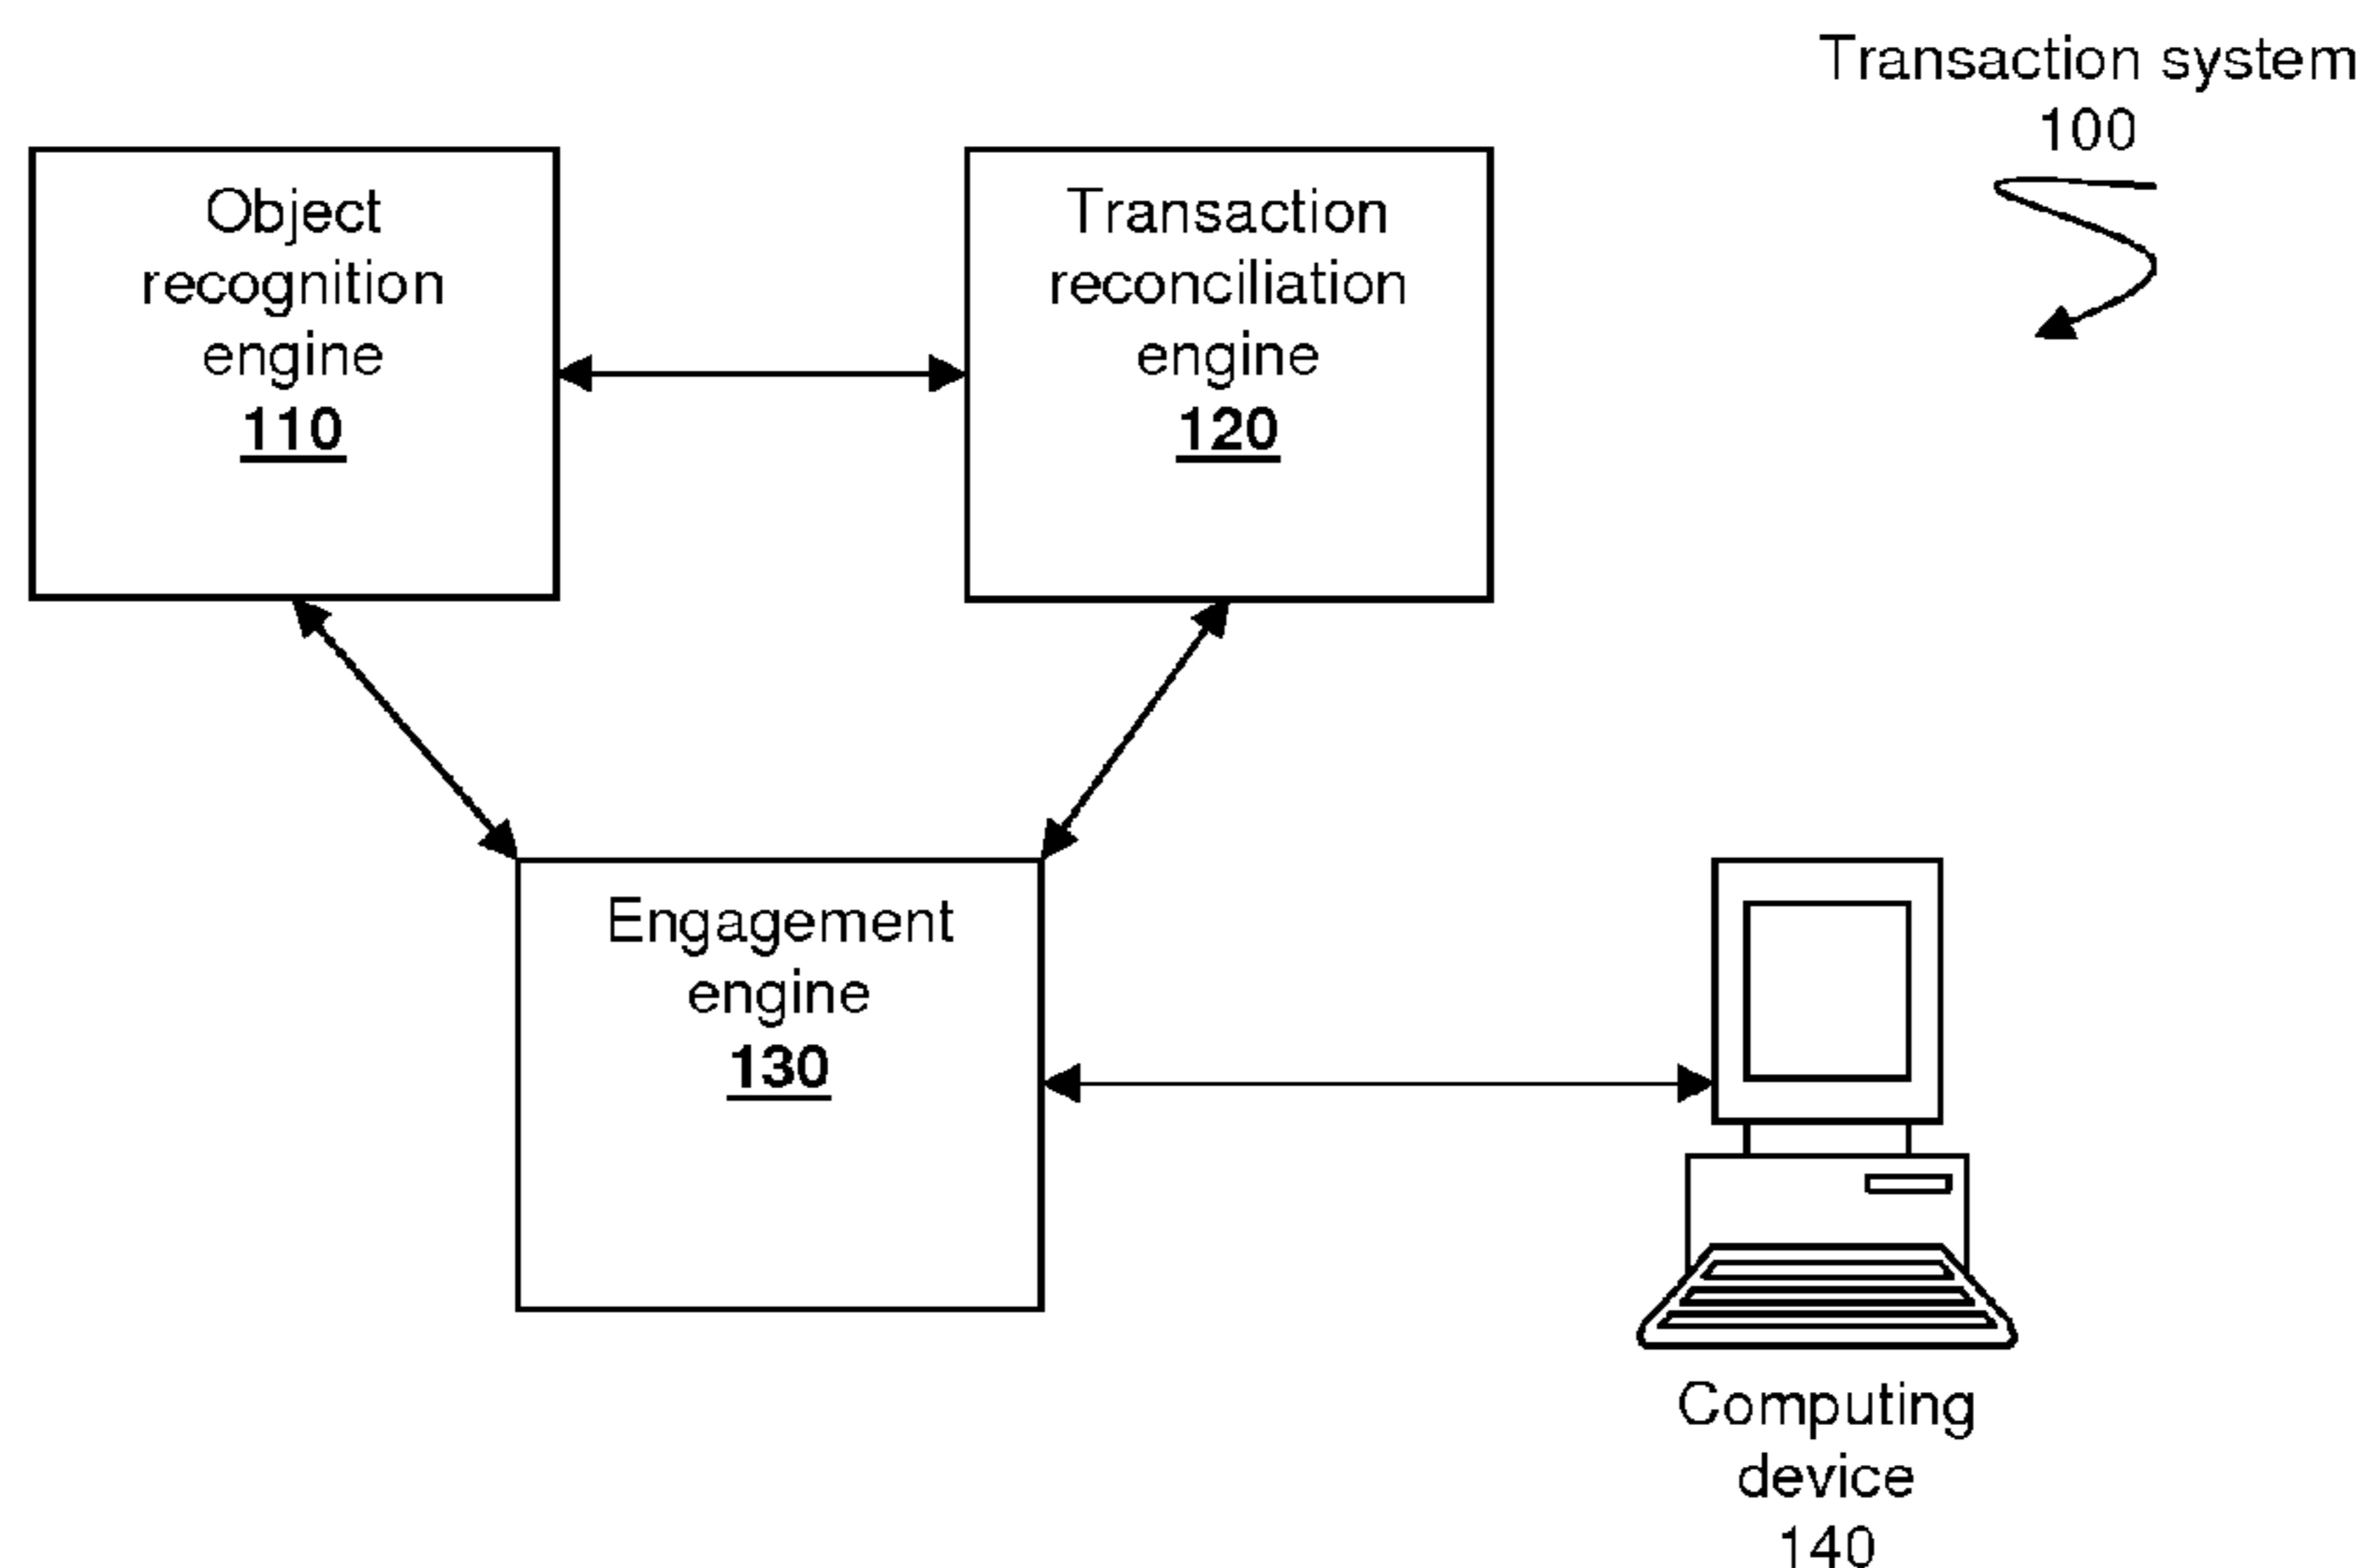 Transaction system
100
Object
recognition
engine
110
Transaction
reconciliation
engine
120
Engagement
engine
130
Computing
device
140